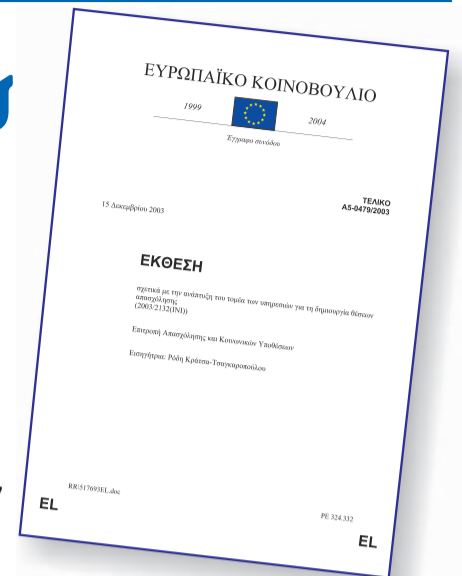 ΕΥΡΩΠΑΪΚΟ ΚΟΙΝΟΒΟΥΛΙΟ
1999
2004
Έγγραφο συνόδου
ΤΕΛΙΚΟ
A5-0479/2003
15 Δεκεμβρίου 2003
ΕΚΘΕΣΗ
σχετικά με την ανάπτυξη του τομέα των υπηρεσιών για τη δημιουργία θέσεων
απασχόλησης
(2003/2132(INI))
Επιτροπή Απασχόλησης και Κοινωνικών Υποθέσεων
Εισηγήτρια: Ρόδη Κράτσα-Τσαγκαροπούλου
RR\517693EL.doc
PE 324.332
EL
EL